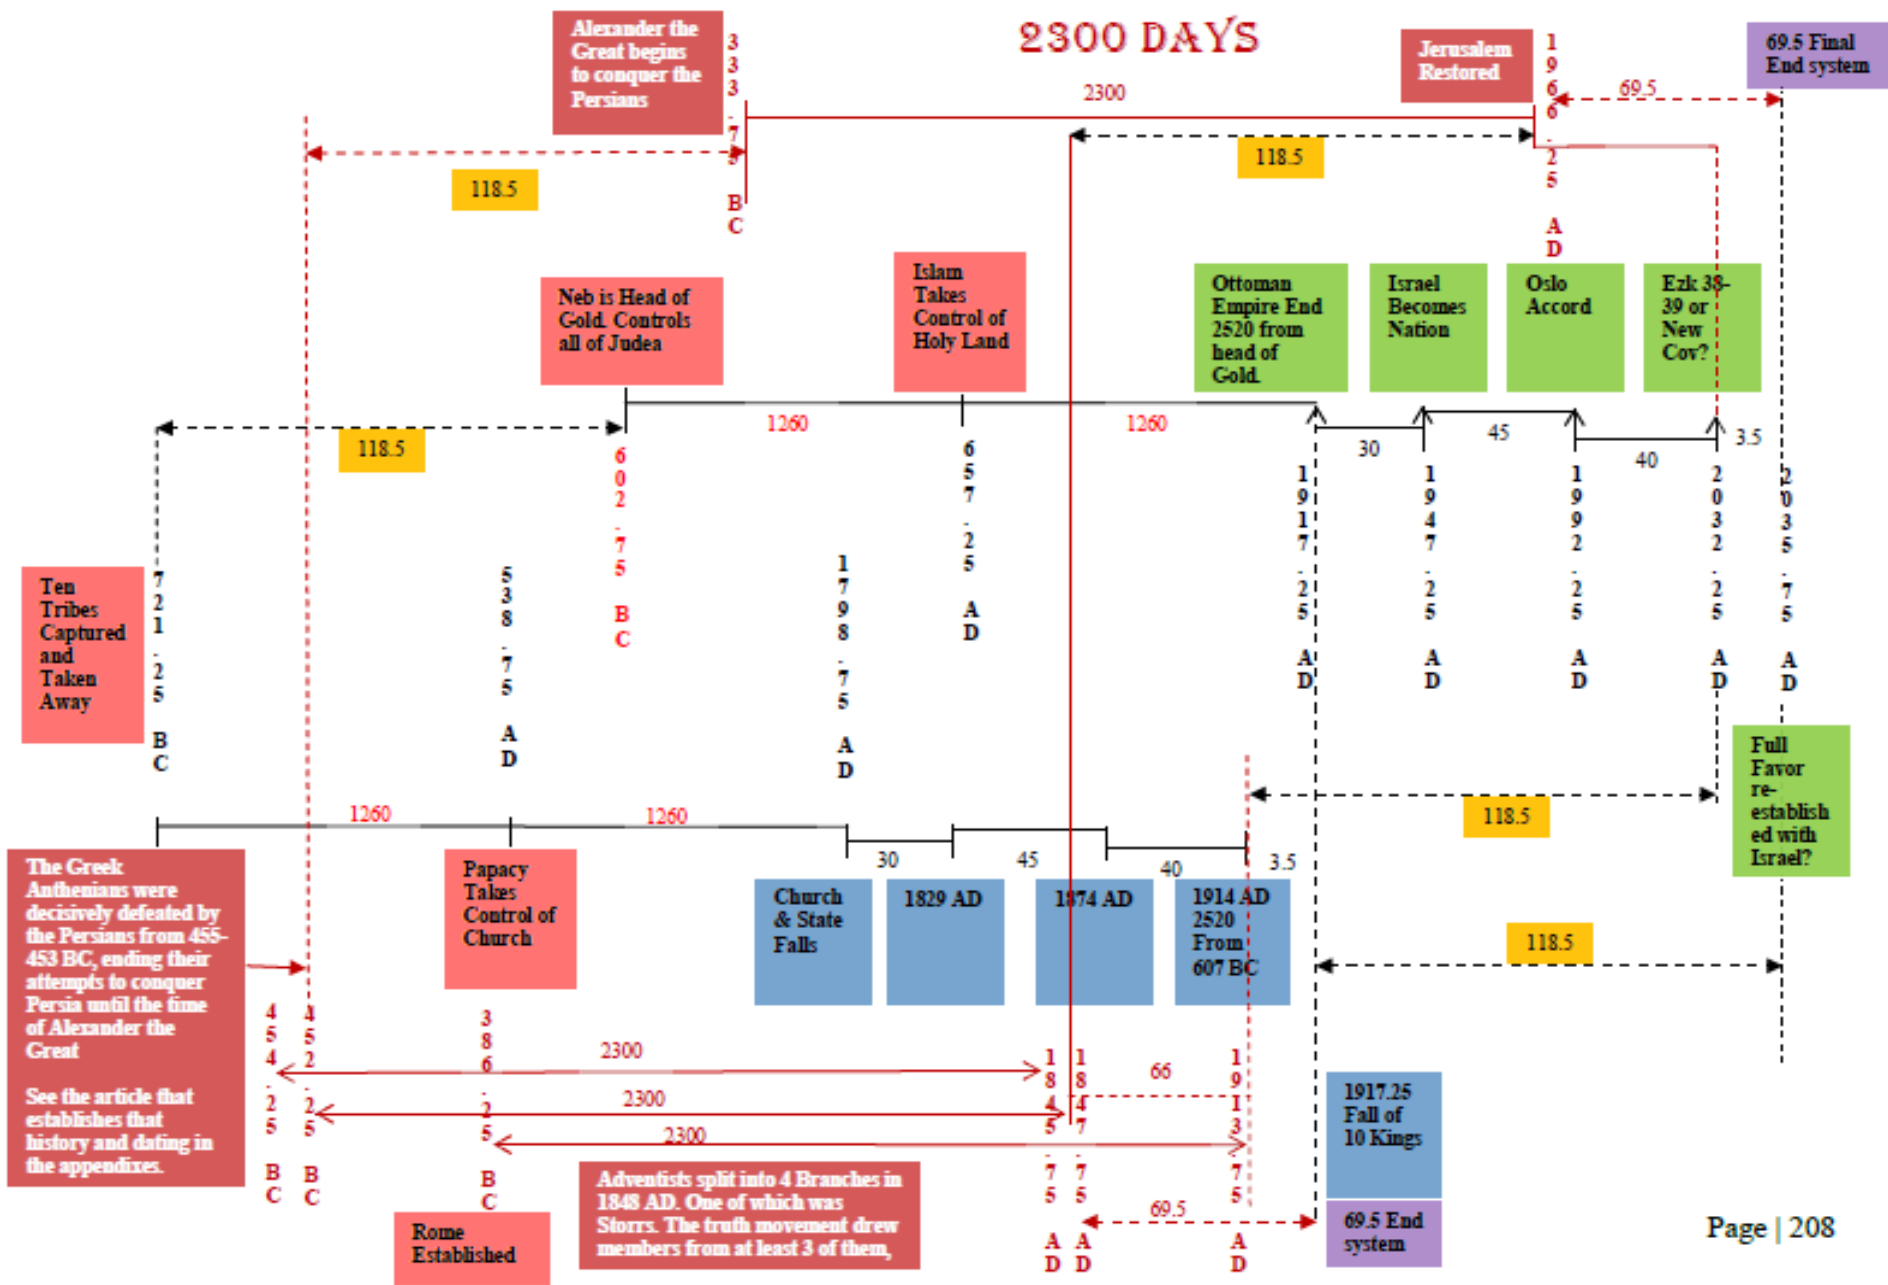 2300 DAYS
Alexander the
Great begins
to conquer the
Persians
333.75 BC
2300
Jerusalem
Restored
1966.25 AD
69.5
69.5 Final
End system
118.5
118.5
Neb is Head of
Gold. Controls
all of Judea
Islam
Takes
Control of
Holy Land
Ottoman
Empire End
2520 from
head of
Gold.
Israel
Becomes
Nation
Oslo
Accord
Ezk 38-
39 or
New
Cov?
118.5
1260
1260
30
45
40
3.5
602.75 BC
657.25 AD
1917.25 AD
1947.25 AD
1992.25 AD
2032.25 AD
2035.75 AD
Ten
Tribes
Captured
and
Taken
Away
721.25 BC
538.75 AD
1798.75 AD
Full
Favor
re-
establish
ed with
Israel?
118.5
1260
1260
30
45
40
3.5
The Greek
Anthenians were
decisively defeated by
the Persians from 455-
453 BC, ending their
attempts to conquer
Persia until the time
of Alexander the
Great
See the article that
establishes that
history and dating in
the appendixes.
Papacy
Takes
Control of
Church
Church
& State
Falls
1829 AD
1874 AD
1914 AD
2520
From
607 BC
118.5
454.25 BC
452.25 BC
386.25 BC
2300
2300
2300
1845.75 AD
1847.75 AD
66
1913.75 AD
69.5
1917.25
Fall of
10 Kings
69.5 End
system
Rome
Established
Adventists split into 4 Branches in
1848 AD. One of which was
Storrs. The truth movement drew
members from at least 3 of them,
Page | 208